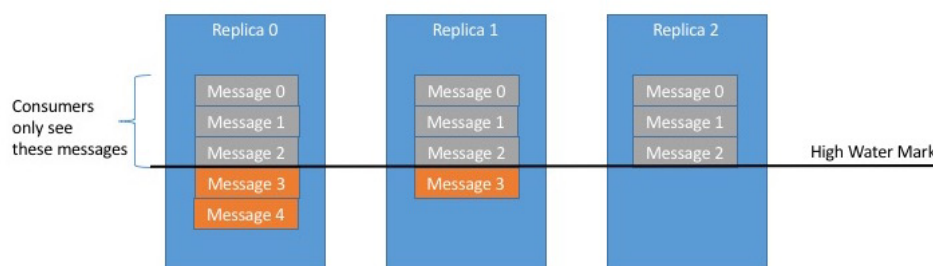 Replica 0
Replica 1
Replica 2
Consumers
only see
these messages
Message 0
Message 1
Message 2
Message 3
Message 4
Message 0
Message 1
Message 2
Message 3
Message 0
Message 1
Message 2
High Water Mark